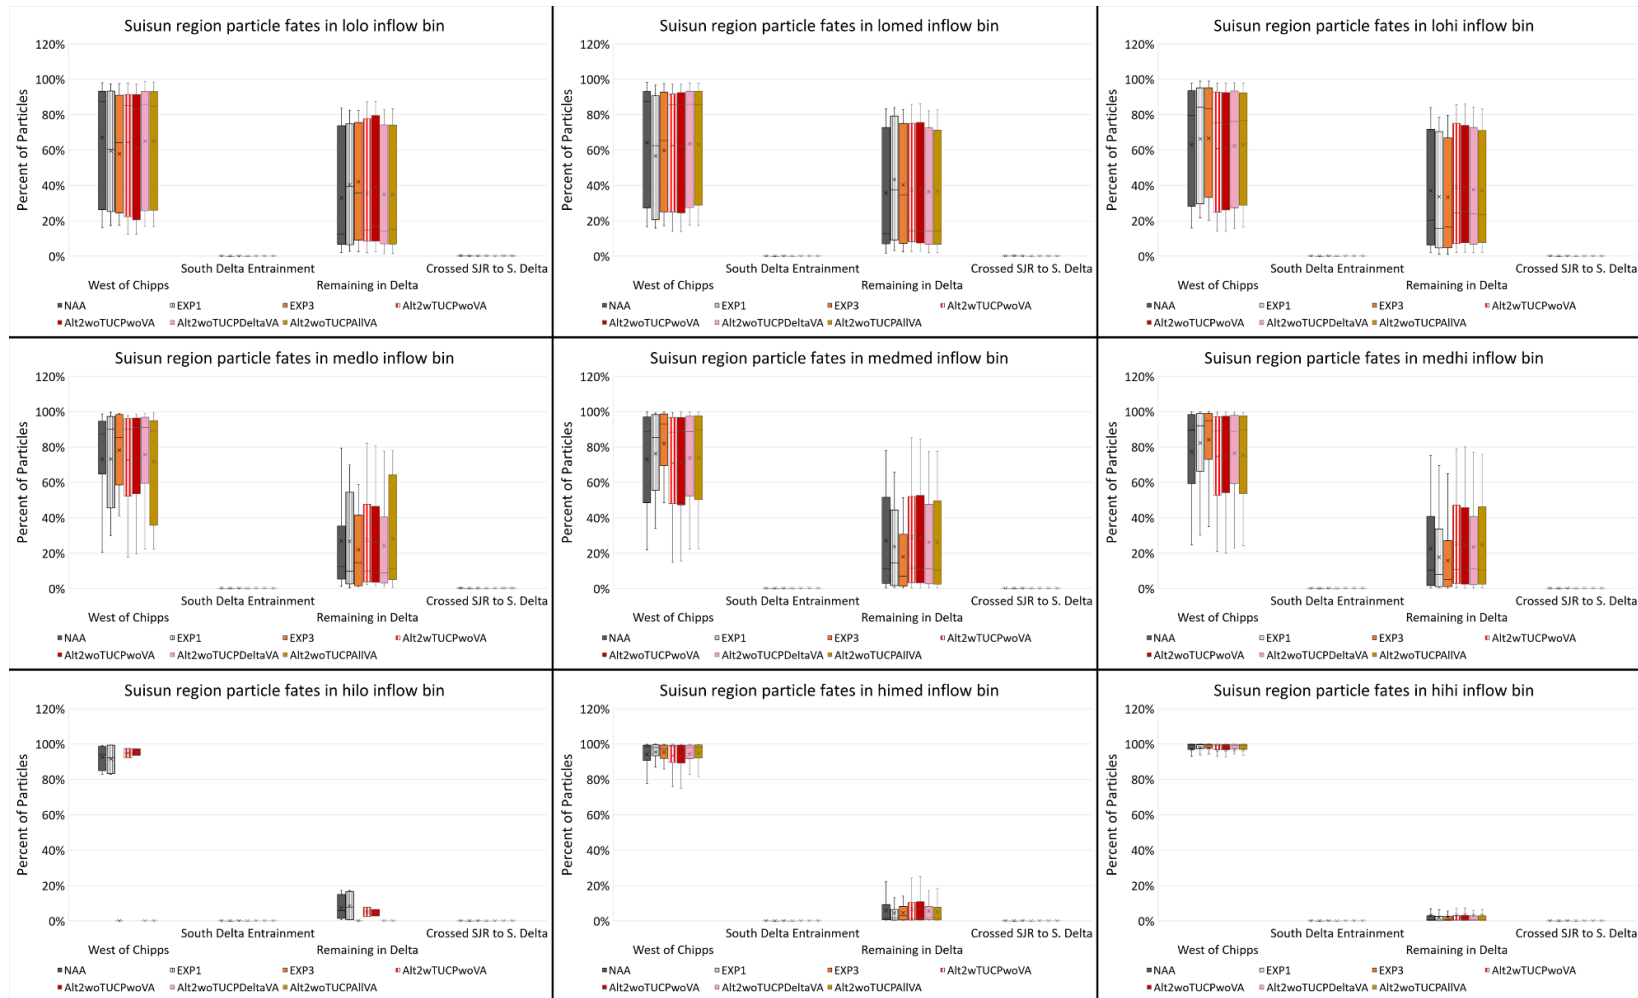 Suisun region particle fates in lolo inflow bin
Percent of Particles
120%
100%
80%
60%
40%
20%
0%
South Delta Entrainment
Crossed SJR to S. Delta
West of Chipps
Remaining in Delta
NAA
EXP1
EXP3
Alt2wTUCPwoVA
Alt2woTUCPwoVA
Alt2woTUCPDeltaVA
Alt2woTUCPAllVA
Suisun region particle fates in lomed inflow bin
Percent of Particles
120%
100%
80%
60%
40%
20%
0%
South Delta Entrainment
Crossed SJR to S. Delta
West of Chipps
Remaining in Delta
NAA
EXP1
EXP3
Alt2wTUCPwoVA
Alt2woTUCPwoVA
Alt2woTUCPDeltaVA
Alt2woTUCPAllVA
Suisun region particle fates in lohi inflow bin
Percent of Particles
120%
100%
80%
60%
40%
20%
0%
South Delta Entrainment
Crossed SJR to S. Delta
West of Chipps
Remaining in Delta
NAA
EXP1
EXP3
Alt2wTUCPwoVA
Alt2woTUCPwoVA
Alt2woTUCPDeltaVA
Alt2woTUCPAllVA
Suisun region particle fates in medlo inflow bin
Percent of Particles
120%
100%
80%
60%
40%
20%
0%
South Delta Entrainment
Crossed SJR to S. Delta
West of Chipps
Remaining in Delta
NAA
EXP1
EXP3
Alt2wTUCPwoVA
Alt2woTUCPwoVA
Alt2woTUCPDeltaVA
Alt2woTUCPAllVA
Suisun region particle fates in medmed inflow bin
Percent of Particles
120%
100%
80%
60%
40%
20%
0%
South Delta Entrainment
Crossed SJR to S. Delta
West of Chipps
Remaining in Delta
NAA
EXP1
EXP3
Alt2wTUCPwoVA
Alt2woTUCPwoVA
Alt2woTUCPDeltaVA
Alt2woTUCPAllVA
Suisun region particle fates in medhi inflow bin
Percent of Particles
120%
100%
80%
60%
40%
20%
0%
South Delta Entrainment
Crossed SJR to S. Delta
West of Chipps
Remaining in Delta
NAA
EXP1
EXP3
Alt2wTUCPwoVA
Alt2woTUCPwoVA
Alt2woTUCPDeltaVA
Alt2woTUCPAllVA
Suisun region particle fates in hilo inflow bin
Percent of Particles
120%
100%
80%
60%
40%
20%
0%
South Delta Entrainment
Crossed SJR to S. Delta
West of Chipps
Remaining in Delta
NAA
EXP1
EXP3
Alt2wTUCPwoVA
Alt2woTUCPwoVA
Alt2woTUCPDeltaVA
Alt2woTUCPAllVA
Suisun region particle fates in himed inflow bin
Percent of Particles
120%
100%
80%
60%
40%
20%
0%
South Delta Entrainment
Crossed SJR to S. Delta
West of Chipps
Remaining in Delta
NAA
EXP1
EXP3
Alt2wTUCPwoVA
Alt2woTUCPwoVA
Alt2woTUCPDeltaVA
Alt2woTUCPAllVA
Suisun region particle fates in hihi inflow bin
Percent of Particles
120%
100%
80%
60%
40%
20%
0%
South Delta Entrainment
Crossed SJR to S. Delta
West of Chipps
Remaining in Delta
NAA
EXP1
EXP3
Alt2wTUCPwoVA
Alt2woTUCPwoVA
Alt2woTUCPDeltaVA
Alt2woTUCPAllVA